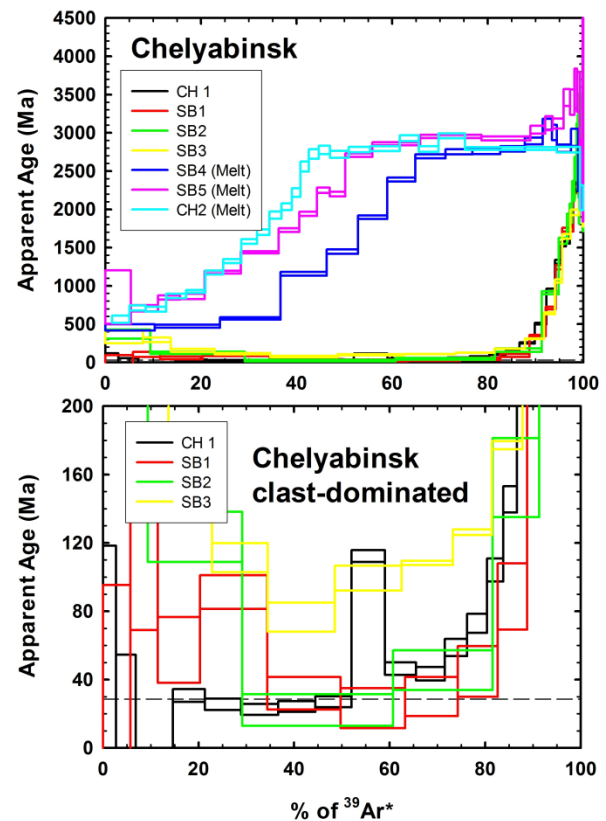 Chelyabinsk
CH 1
SB1
SB2
SB3
SB4 (Melt)
SB5 (Melt)
CH2 (Melt)
Apparent Age (Ma)
4500
4000
3500
3000
2500
2000
1500
1000
500
0
0 20 40 60 80 100
CH 1
SB1
SB2
SB3
Chelyabinsk
clast-dominated
Apparent Age (Ma)
200
160
120
80
40
0
0 20 40 60 80 100
% of ³⁹Ar*